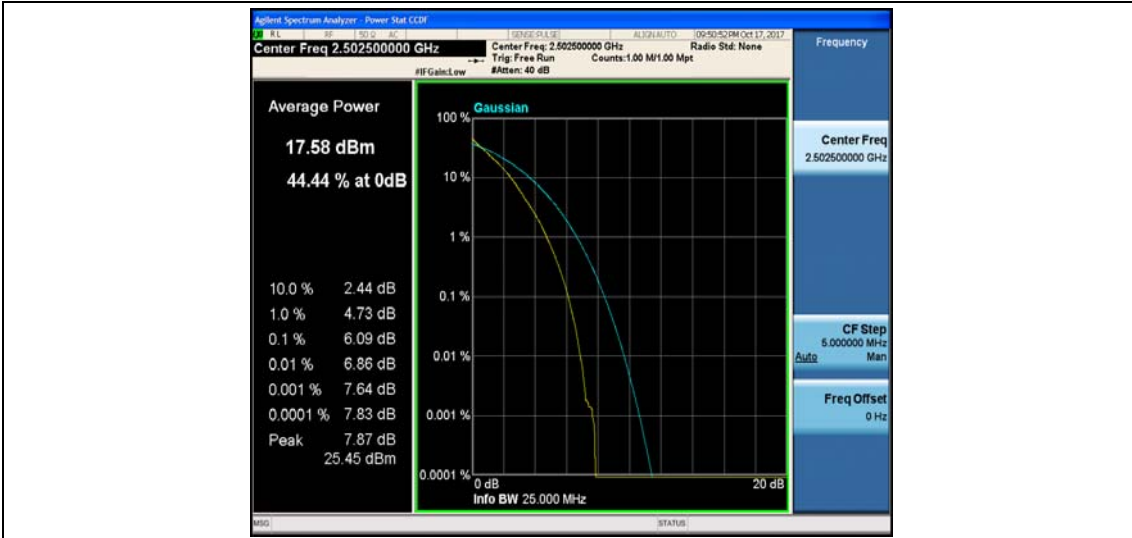 Agilent Spectrum Analyzer - Power Stat CCDF
RL RF 50 Ω AC SENSE:PULSE ALIGNAUTO 09:50:52 PM Oct 17, 2017
Center Freq 2.502500000 GHz
Center Freq: 2.502500000 GHz Radio Std: None
Trig: Free Run Counts:1.00 M/1.00 Mpt
#IFGain:Low #Atten: 40 dB
Frequency
Average Power
17.58 dBm
44.44 % at 0dB
10.0 % 2.44 dB
1.0 % 4.73 dB
0.1 % 6.09 dB
0.01 % 6.86 dB
0.001 % 7.64 dB
0.0001 % 7.83 dB
Peak 7.87 dB
25.45 dBm
Gaussian
100 %
10 %
1 %
0.1 %
0.01 %
0.001 %
0.0001 %
0 dB 20 dB
Info BW 25.000 MHz
Center Freq
2.502500000 GHz
CF Step
5.000000 MHz
Auto Man
Freq Offset
0 Hz
MSG STATUS